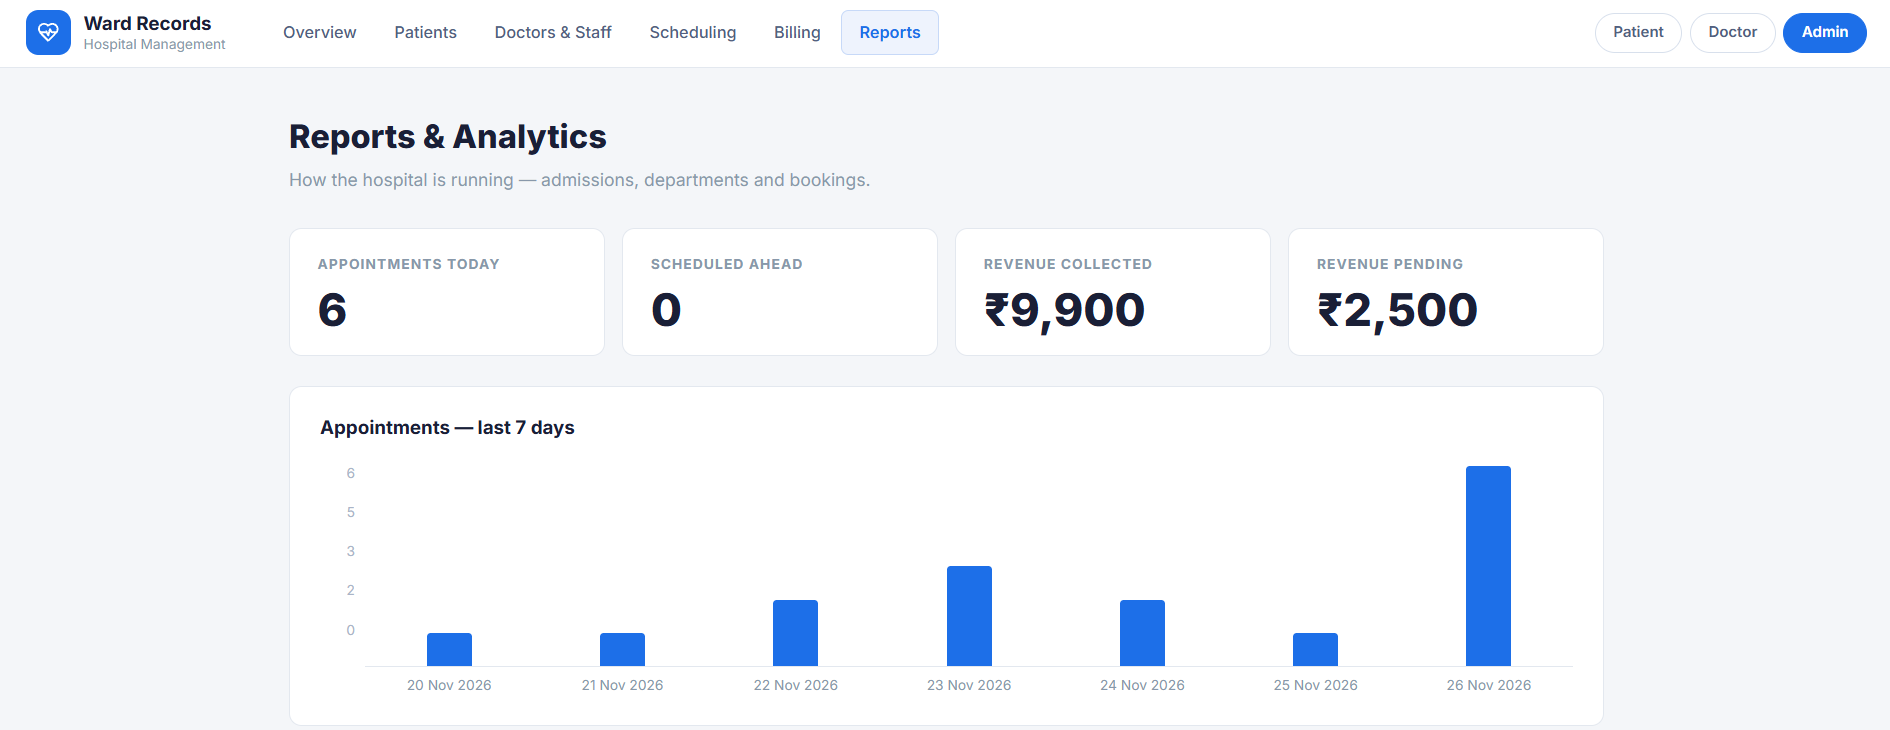 Ward Records
Hospital Management
Overview Patients Doctors & Staff Scheduling Billing Reports
Patient Doctor Admin
Reports & Analytics
How the hospital is running — admissions, departments and bookings.
APPOINTMENTS TODAY
6
SCHEDULED AHEAD
0
REVENUE COLLECTED
₹9,900
REVENUE PENDING
₹2,500
Appointments — last 7 days
6
5
3
2
0
20 Nov 2026 21 Nov 2026 22 Nov 2026 23 Nov 2026 24 Nov 2026 25 Nov 2026 26 Nov 2026